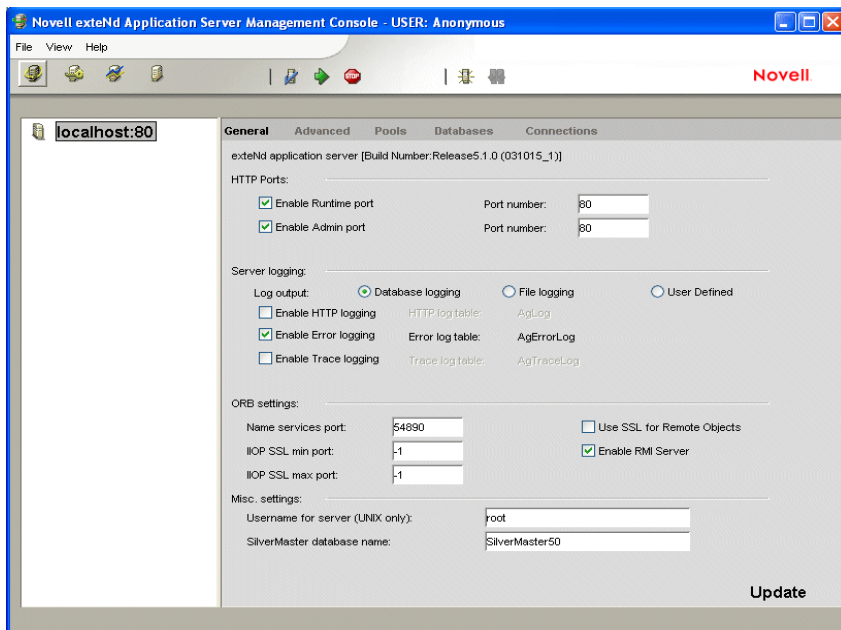 Novell exteNd Application Server Management Console - USER: Anonymous
File View Help
Novell
localhost:80
General Advanced Pools Databases Connections
exteNd application server [Build Number:Release5.1.0 (031015_1)]
HTTP Ports:
Enable Runtime port Port number: 80
Enable Admin port Port number: 80
Server logging:
Log output: Database logging File logging User Defined
Enable HTTP logging HTTP log table: AgLog
Enable Error logging Error log table: AgErrorLog
Enable Trace logging Trace log table: AgTraceLog
ORB settings:
Name services port: 54890 Use SSL for Remote Objects
IIOP SSL min port: -1 Enable RMI Server
IIOP SSL max port: -1
Misc. settings:
Username for server (UNIX only): root
SilverMaster database name: SilverMaster50
Update